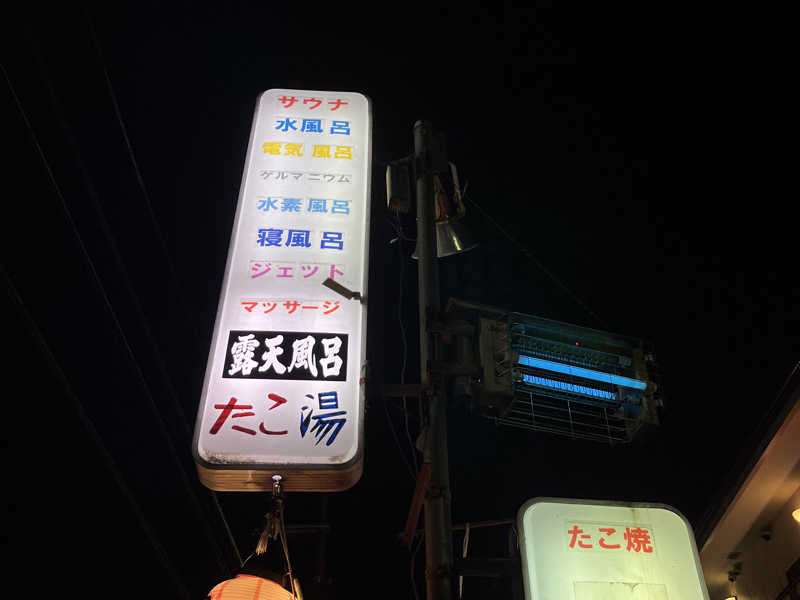 サウナ
水風呂
電気風呂
ゲルマニウム
水素風呂
寝風呂
ジェット
マッサージ
露天風呂
たこ湯
たこ焼